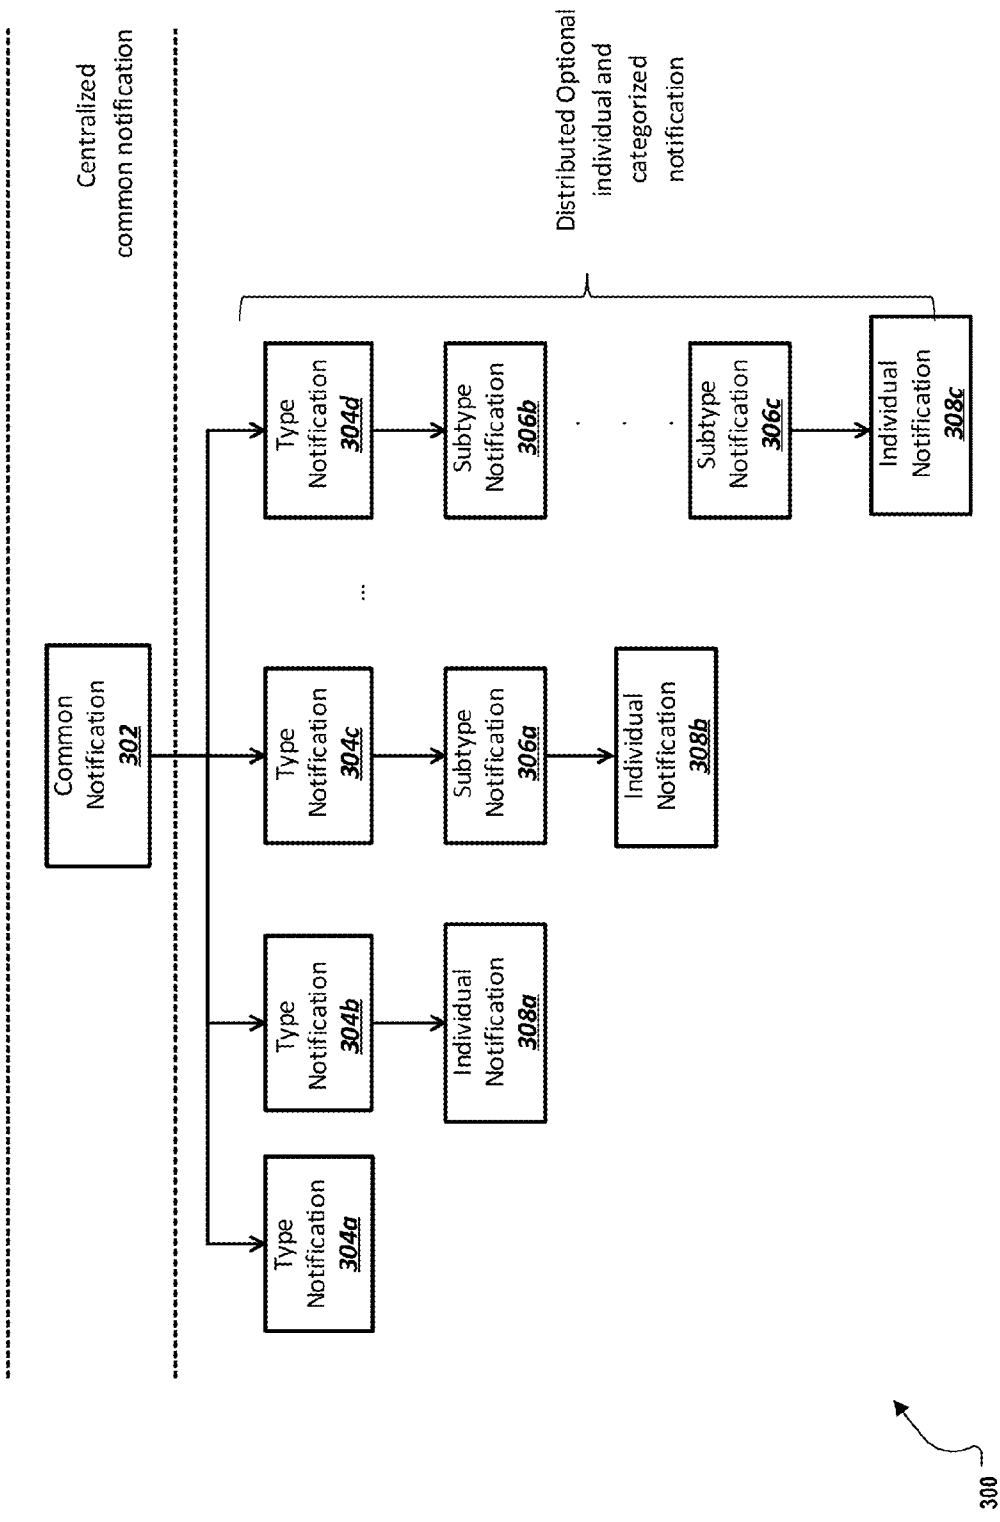 Centralized
common notification
Common
Notification
302
Type
Notification
304a
Type
Notification
304b
Type
Notification
304c
...
Type
Notification
304d
Individual
Notification
308a
Subtype
Notification
306a
Subtype
Notification
306b
Individual
Notification
308b
. . .
Subtype
Notification
306c
Individual
Notification
308c
Distributed Optional
individual and
categorized
notification
300